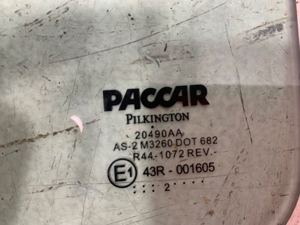 PACCAR
PILKINGTON
20490AA
AS-2 M3260 DOT 682
R44-1072 REV -
E1 43R - 001605
2